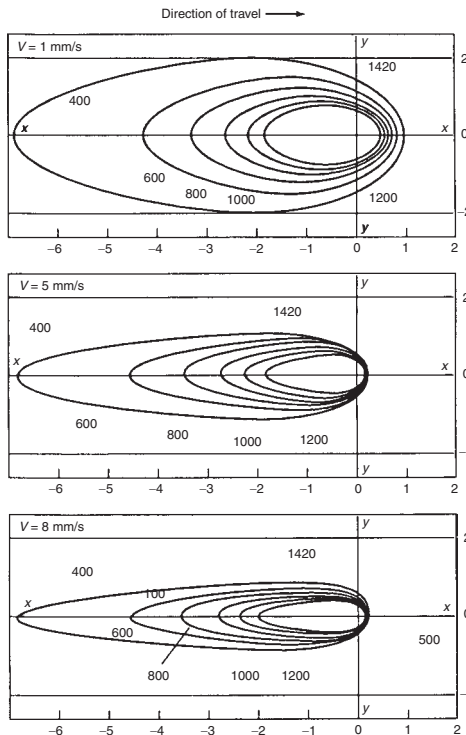 Direction of travel
V = 1 mm/s
y
2
1420
400
x
x
0
600
800
1000
1200
y
–2
–6 –5 –4 –3 –2 –1 0 1 2
V = 5 mm/s
y
2
1420
400
x
x
0
600
800
1000
1200
y
–6 –5 –4 –3 –2 –1 0 1 2
V = 8 mm/s
y
2
1420
400
100
x
x
0
600
500
800
1000
1200
y
–6 –5 –4 –3 –2 –1 0 1 2